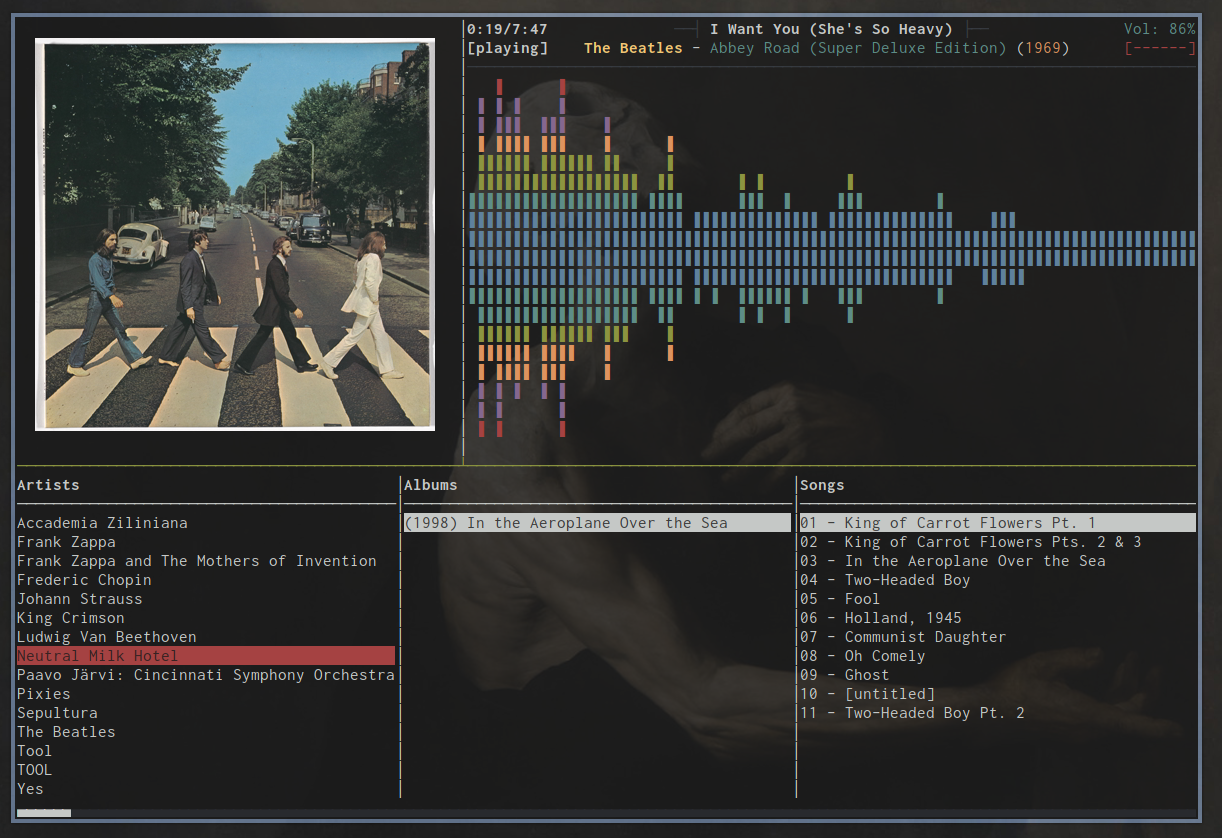 0:19/7:47 I Want You (She's So Heavy) Vol: 86%
[playing] The Beatles - Abbey Road (Super Deluxe Edition) (1969) [------]
Artists
Accademia Ziliniana
Frank Zappa
Frank Zappa and The Mothers of Invention
Frederic Chopin
Johann Strauss
King Crimson
Ludwig Van Beethoven
Neutral Milk Hotel
Paavo Järvi: Cincinnati Symphony Orchestra
Pixies
Sepultura
The Beatles
Tool
TOOL
Yes
Albums
(1998) In the Aeroplane Over the Sea
Songs
01 - King of Carrot Flowers Pt. 1
02 - King of Carrot Flowers Pts. 2 & 3
03 - In the Aeroplane Over the Sea
04 - Two-Headed Boy
05 - Fool
06 - Holland, 1945
07 - Communist Daughter
08 - Oh Comely
09 - Ghost
10 - [untitled]
11 - Two-Headed Boy Pt. 2